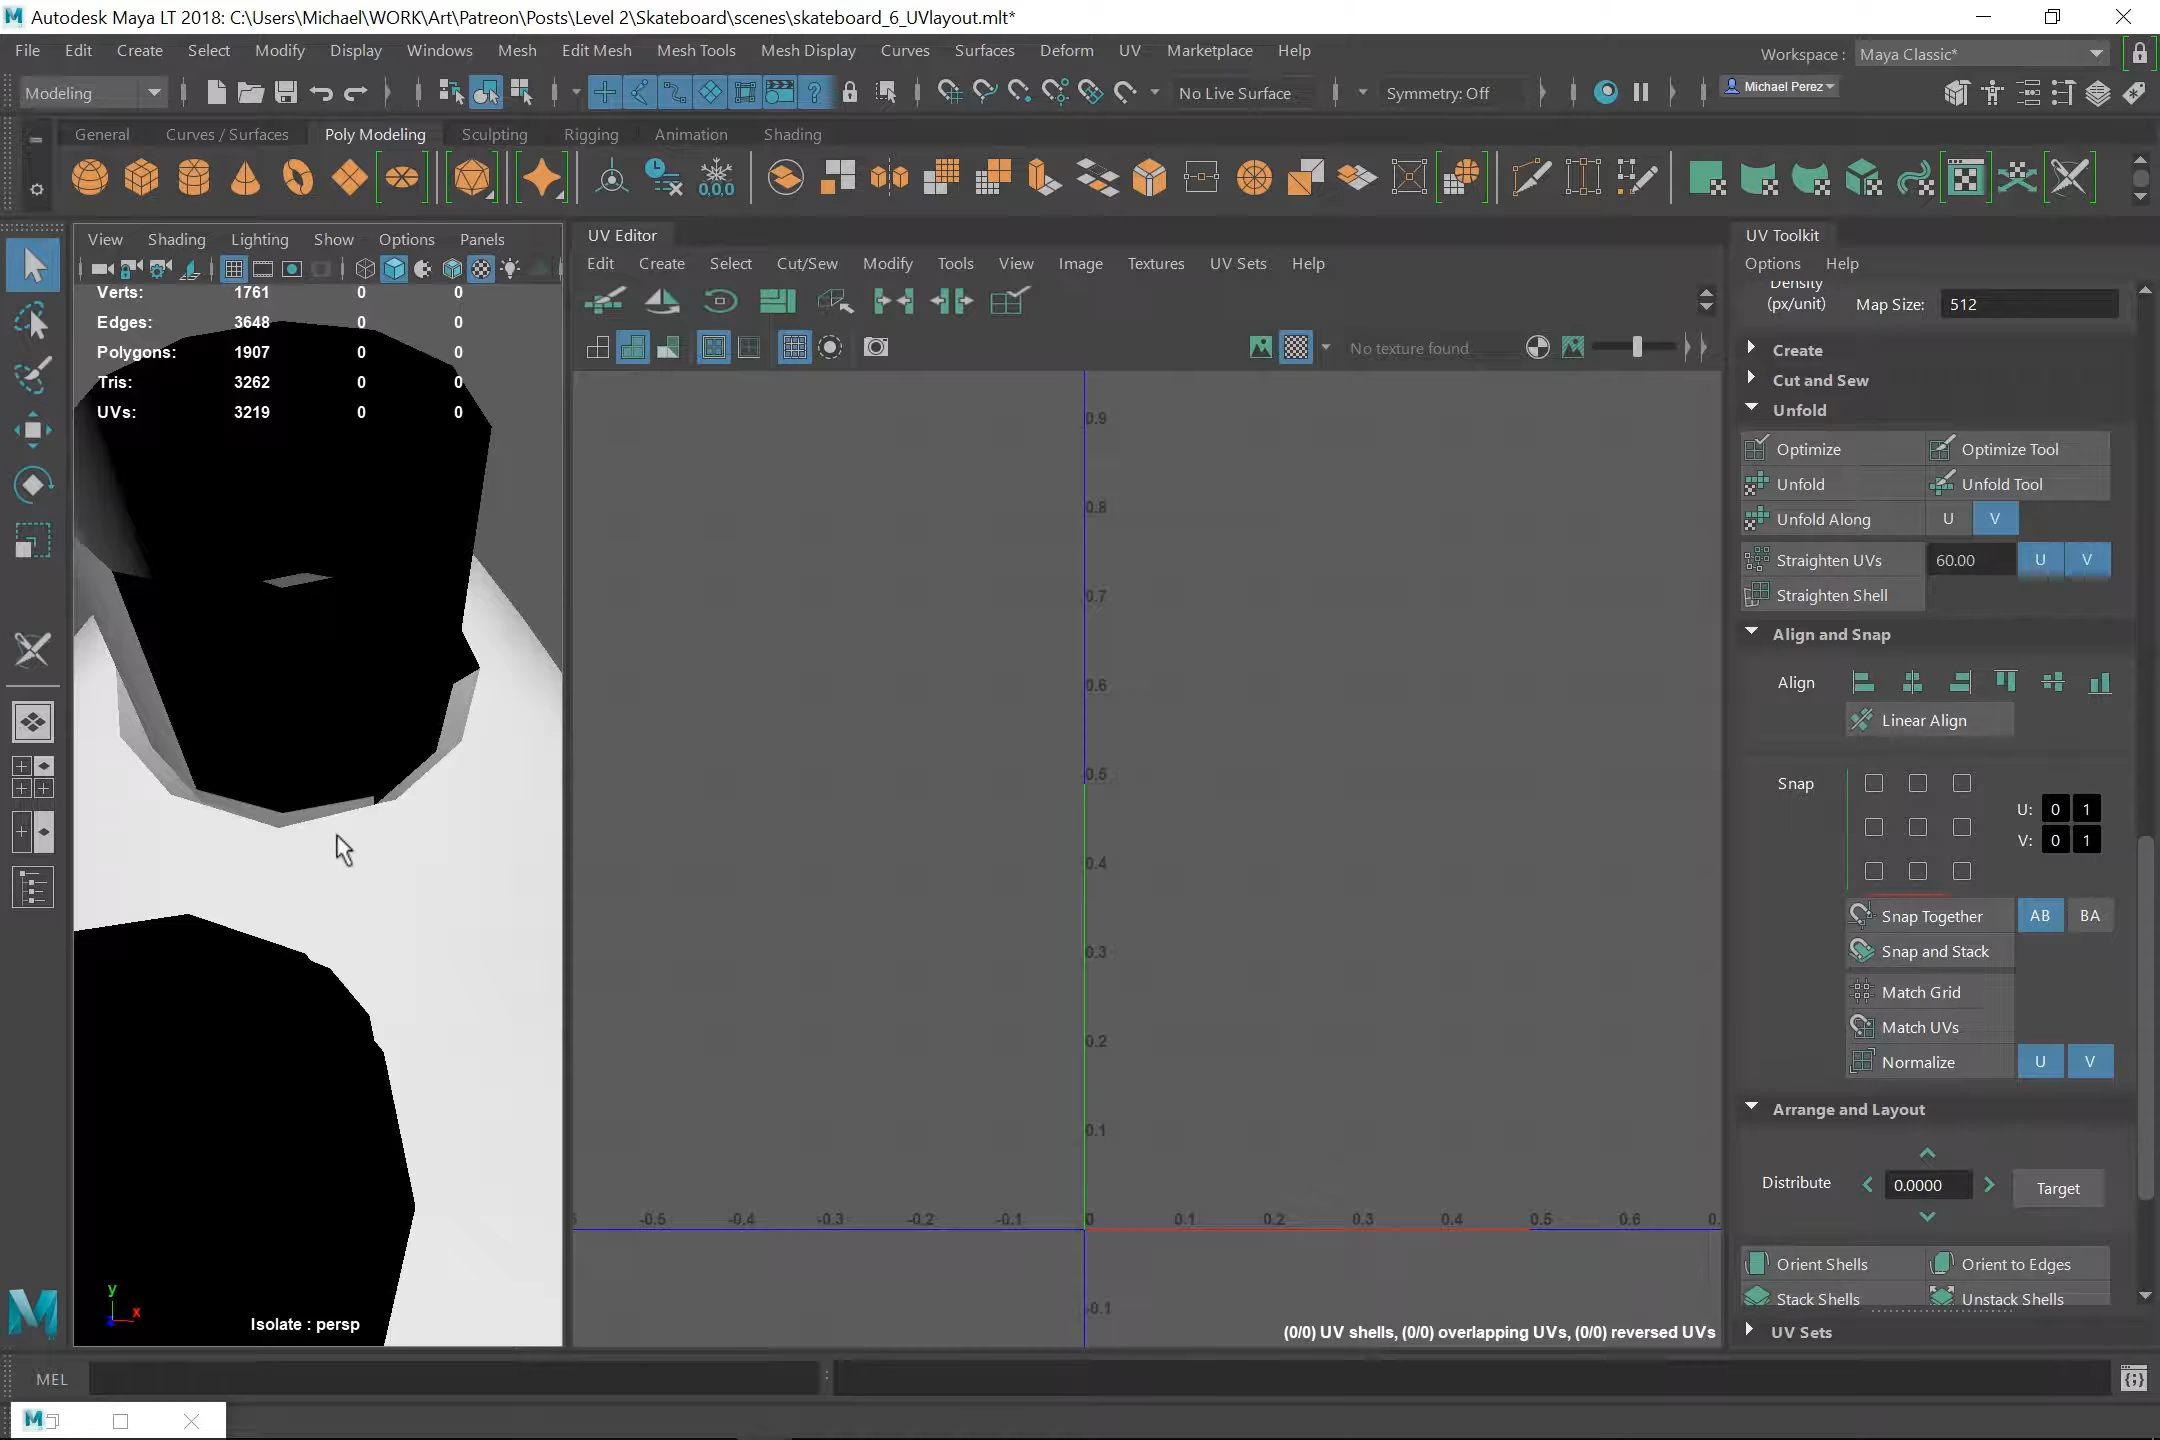 Autodesk Maya LT 2018: C:\Users\Michael\WORK\Art\Patreon\Posts\Level 2\Skateboard\scenes\skateboard_6_UVlayout.mlt*
File Edit Create Select Modify Display Windows Mesh Edit Mesh Mesh Tools Mesh Display Curves Surfaces Deform UV Marketplace Help
Workspace : Maya Classic*
Modeling
No Live Surface
Symmetry: Off
Michael Perez
General Curves / Surfaces Poly Modeling Sculpting Rigging Animation Shading
0,0,0
View Shading Lighting Show Options Panels
Verts: 1761 0 0
Edges: 3648 0 0
Polygons: 1907 0 0
Tris: 3262 0 0
UVs: 3219 0 0
y
x
Isolate : persp
UV Editor
Edit Create Select Cut/Sew Modify Tools View Image Textures UV Sets Help
No texture found
0.9
0.8
0.7
0.6
0.5
0.4
0.3
0.2
0.1
-0.5 -0.4 -0.3 -0.2 -0.1 0 0.1 0.2 0.3 0.4 0.5 0.6 0.
-0.1
(0/0) UV shells, (0/0) overlapping UVs, (0/0) reversed UVs
UV Toolkit
Options Help
Density
(px/unit) Map Size: 512
Create
Cut and Sew
Unfold
Optimize Optimize Tool
Unfold Unfold Tool
Unfold Along U V
Straighten UVs 60.00 U V
Straighten Shell
Align and Snap
Align
Linear Align
Snap
U: 0 1
V: 0 1
Snap Together AB BA
Snap and Stack
Match Grid
Match UVs
Normalize U V
Arrange and Layout
Distribute 0.0000 Target
Orient Shells Orient to Edges
Stack Shells Unstack Shells
UV Sets
MEL